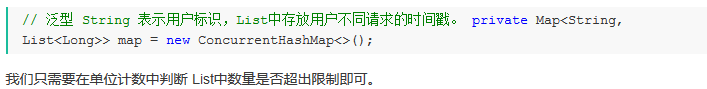 // 泛型 String 表示用户标识，List中存放用户不同请求的时间戳。 private Map<String,
List<Long>> map = new ConcurrentHashMap<>();
我们只需要在单位计数中判断 List中数量是否超出限制即可。